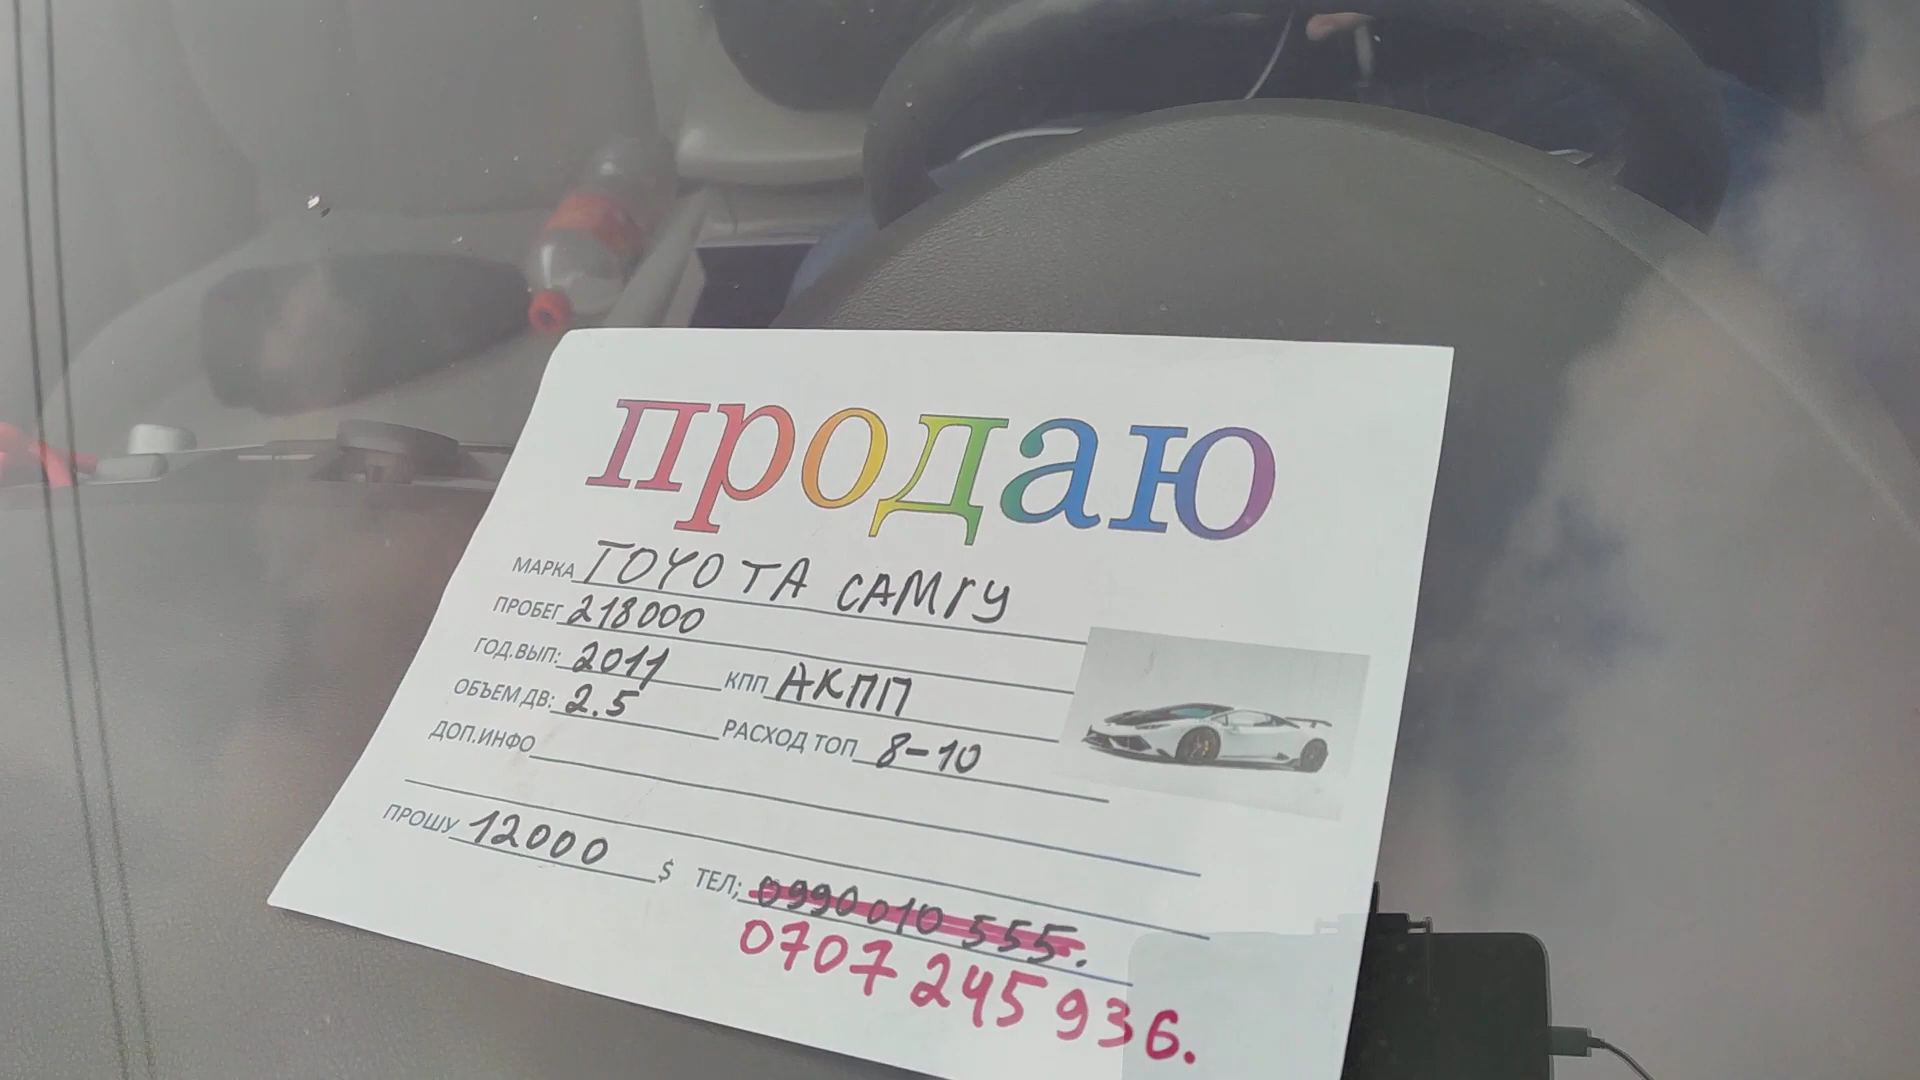 продаю
МАРКА TOYOTA CAMrY
ПРОБЕГ 218000
ГОД.ВЫП: 2011 КПП АКПП
ОБЪЕМ ДВ: 2.5 РАСХОД ТОП 8-10
ДОП.ИНФО
ПРОШУ 12000 $ ТЕЛ; 0990 010 555.
0707 245 936.